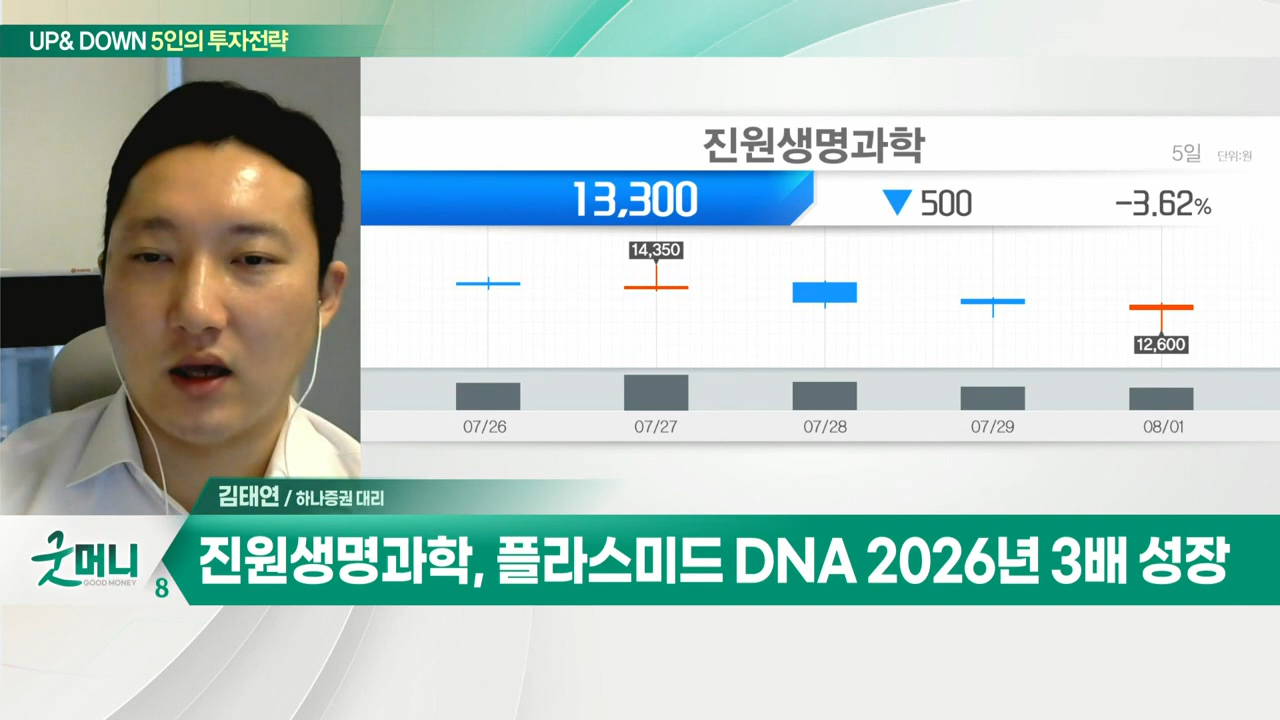 UP& DOWN 5인의 투자전략
진원생명과학
5일 단위:원
13,300 ▼ 500 -3.62%
14,350
12,600
07/26 07/27 07/28 07/29 08/01
김태연 / 하나증권 대리
굿머니
GOOD MONEY
8
진원생명과학, 플라스미드 DNA 2026년 3배 성장